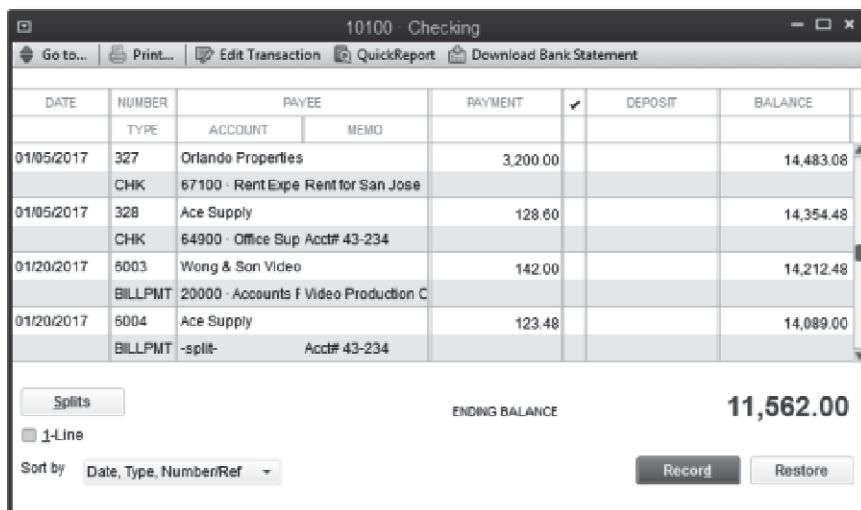 10100 · Checking
Go to... Print... Edit Transaction QuickReport Download Bank Statement
DATE NUMBER PAYEE PAYMENT ✔ DEPOSIT BALANCE
TYPE ACCOUNT MEMO
01/05/2017 327 Orlando Properties 3,200.00 14,483.08
CHK 67100 · Rent Expe Rent for San Jose
01/05/2017 328 Ace Supply 128.60 14,354.48
CHK 64900 · Office Sup Acct# 43-234
01/20/2017 6003 Wong & Son Video 142.00 14,212.48
BILLPMT 20000 · Accounts F Video Production C
01/20/2017 6004 Ace Supply 123.48 14,089.00
BILLPMT -split- Acct# 43-234
Splits ENDING BALANCE 11,562.00
1-Line
Sort by Date, Type, Number/Ref Record Restore